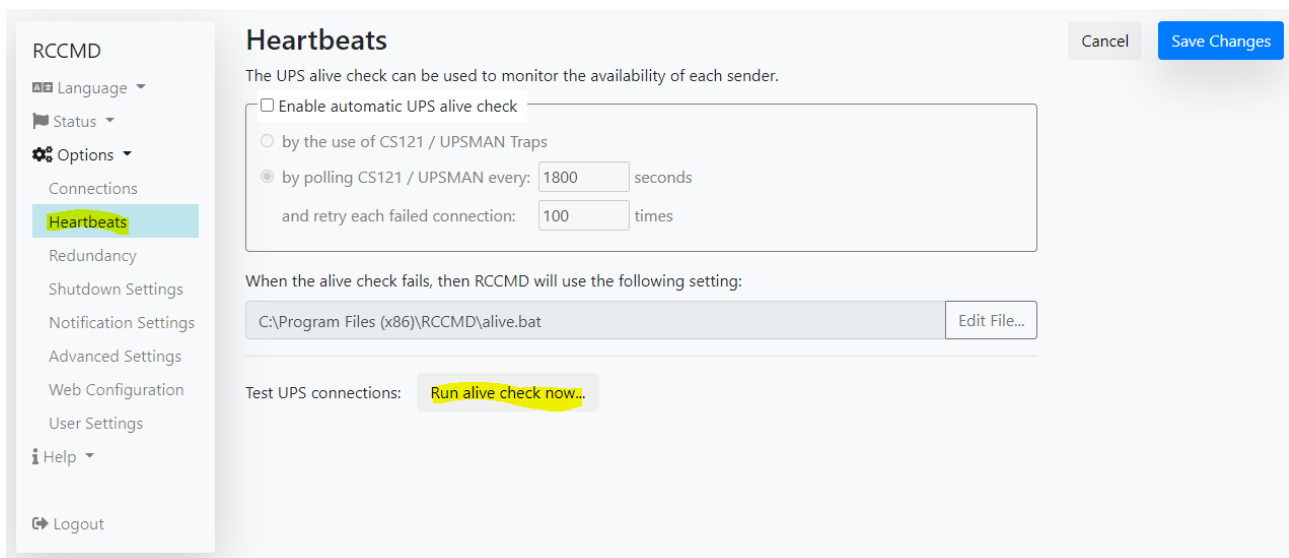 RCCMD
Language
Status
Options
Connections
Heartbeats
Redundancy
Shutdown Settings
Notification Settings
Advanced Settings
Web Configuration
User Settings
Help
Logout
Heartbeats
Cancel
Save Changes
The UPS alive check can be used to monitor the availability of each sender.
Enable automatic UPS alive check
by the use of CS121 / UPSMAN Traps
by polling CS121 / UPSMAN every: 1800 seconds
and retry each failed connection: 100 times
When the alive check fails, then RCCMD will use the following setting:
C:\Program Files (x86)\RCCMD\alive.bat Edit File...
Test UPS connections: Run alive check now...